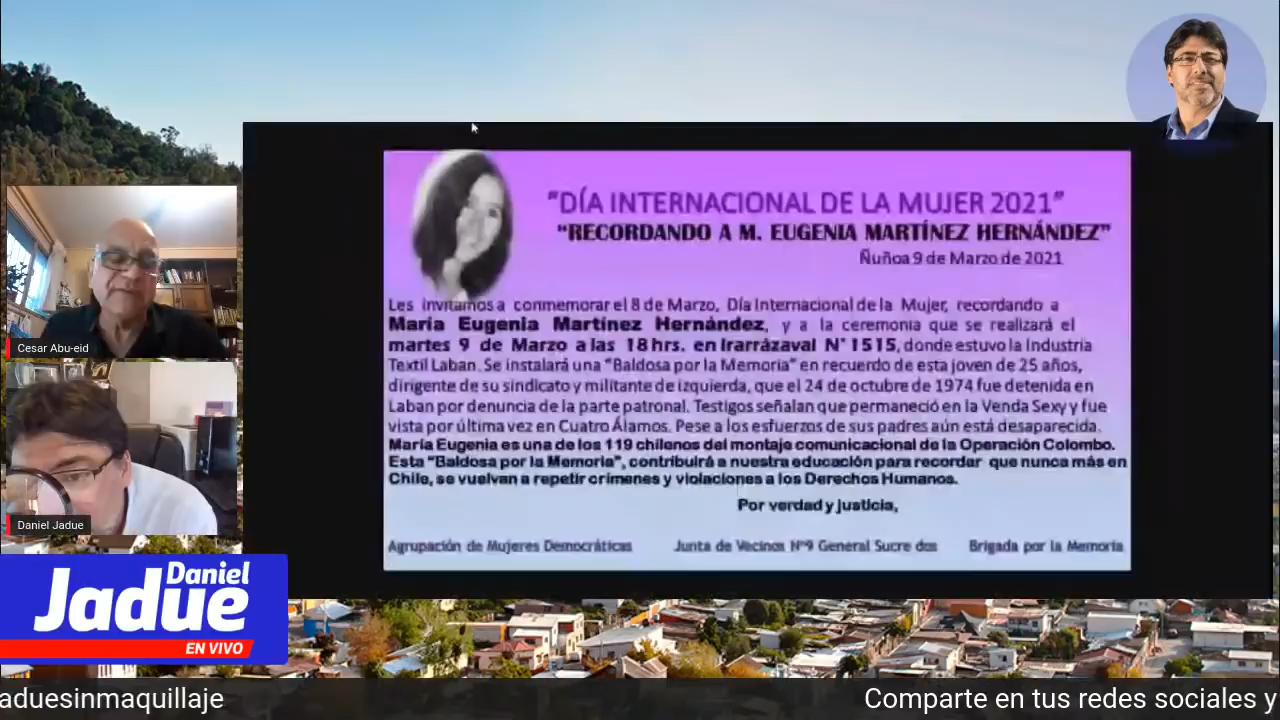 "DÍA INTERNACIONAL DE LA MUJER 2021"
"RECORDANDO A M. EUGENIA MARTÍNEZ HERNÁNDEZ"
Ñuñoa 9 de Marzo de 2021
Les invitamos a conmemorar el 8 de Marzo, Día Internacional de la Mujer, recordando a
María Eugenia Martínez Hernández, y a la ceremonia que se realizará el
martes 9 de Marzo a las 18 hrs. en Irarrázaval N° 1515, donde estuvo la Industria
Textil Laban. Se instalará una "Baldosa por la Memoria" en recuerdo de esta joven de 25 años,
dirigente de su sindicato y militante de izquierda, que el 24 de octubre de 1974 fue detenida en
Laban por denuncia de la parte patronal. Testigos señalan que permaneció en la Venda Sexy y fue
vista por última vez en Cuatro Álamos. Pese a los esfuerzos de sus padres aún está desaparecida.
María Eugenia es una de los 119 chilenos del montaje comunicacional de la Operación Colombo.
Esta "Baldosa por la Memoria", contribuirá a nuestra educación para recordar que nunca más en
Chile, se vuelvan a repetir crímenes y violaciones a los Derechos Humanos.
Por verdad y justicia,
Agrupación de Mujeres Democráticas Junta de Vecinos N°9 General Sucre dos Brigada por la Memoria
Cesar Abu-eid
Daniel Jadue
Daniel
Jadue
EN VIVO
aduesinmaquillaje Comparte en tus redes sociales y